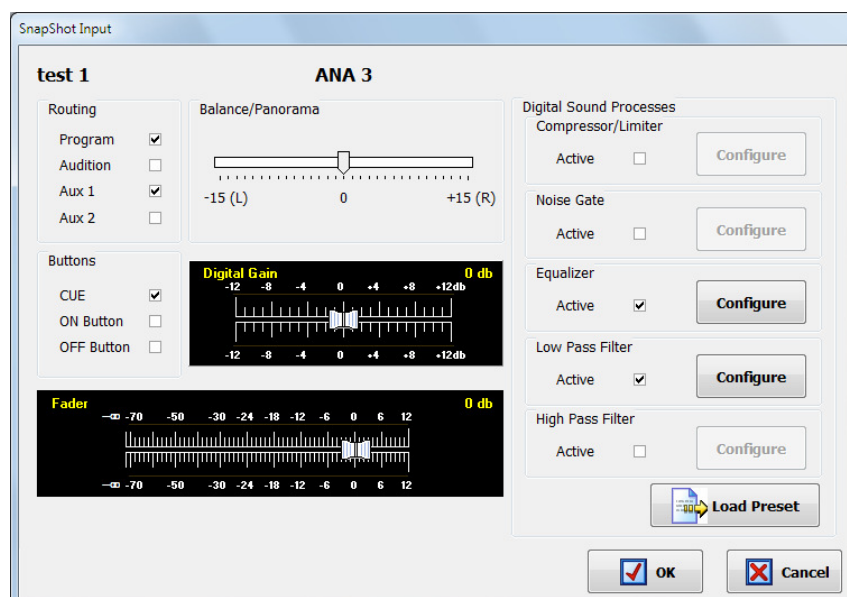 SnapShot Input
test 1 ANA 3
Routing
Program
Audition
Aux 1
Aux 2
Balance/Panorama
-15 (L) 0 +15 (R)
Buttons
CUE
ON Button
OFF Button
Digital Gain 0 db
-12 -8 -4 0 +4 +8 +12db
-12 -8 -4 0 +4 +8 +12db
Fader 0 db
-∞ -70 -50 -30 -24 -18 -12 -6 0 6 12
-∞ -70 -50 -30 -24 -18 -12 -6 0 6 12
Digital Sound Processes
Compressor/Limiter
Active Configure
Noise Gate
Active Configure
Equalizer
Active Configure
Low Pass Filter
Active Configure
High Pass Filter
Active Configure
Load Preset
OK Cancel